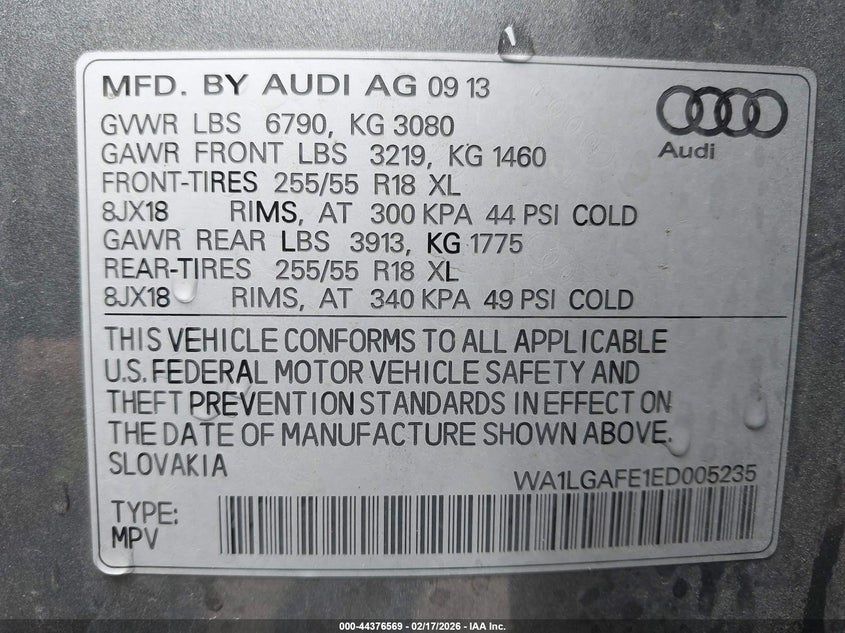 MFD. BY AUDI AG 09 13
Audi
GVWR LBS 6790, KG 3080
GAWR FRONT LBS 3219, KG 1460
FRONT-TIRES 255/55 R18 XL
8JX18 RIMS, AT 300 KPA 44 PSI COLD
GAWR REAR LBS 3913, KG 1775
REAR-TIRES 255/55 R18 XL
8JX18 RIMS, AT 340 KPA 49 PSI COLD
THIS VEHICLE CONFORMS TO ALL APPLICABLE
U.S. FEDERAL MOTOR VEHICLE SAFETY AND
THEFT PREVENTION STANDARDS IN EFFECT ON
THE DATE OF MANUFACTURE SHOWN ABOVE.
SLOVAKIA
WA1LGAFE1ED005235
TYPE:
MPV
000-44376569 - 02/17/2026 - IAA Inc.